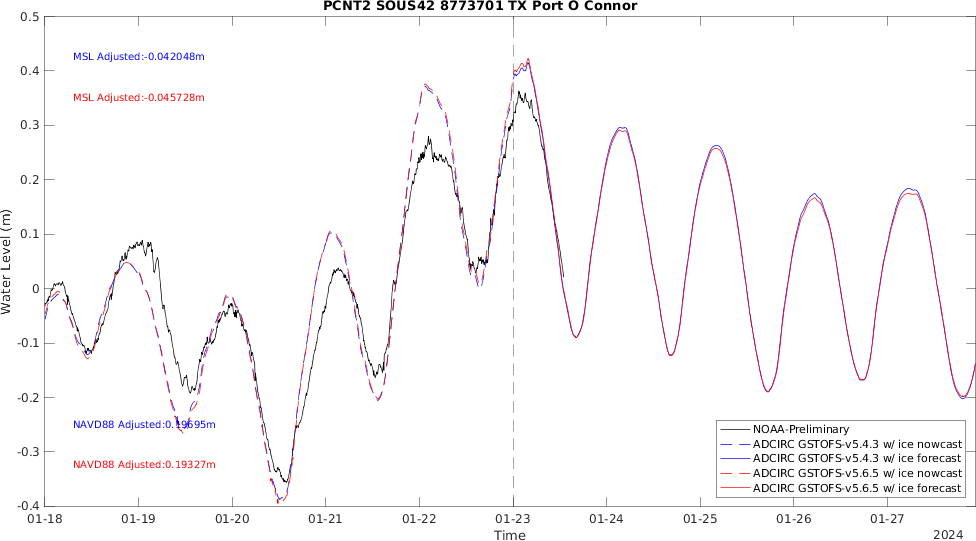 PCNT2 SOUS42 8773701 TX Port O Connor
0.5
0.4
0.3
0.2
0.1
0
-0.1
-0.2
-0.3
-0.4
Water Level (m)
MSL Adjusted:-0.042048m
MSL Adjusted:-0.045728m
NAVD88 Adjusted:0.19695m
NAVD88 Adjusted:0.19327m
NOAA-Preliminary
ADCIRC GSTOFS-v5.4.3 w/ ice nowcast
ADCIRC GSTOFS-v5.4.3 w/ ice forecast
ADCIRC GSTOFS-v5.6.5 w/ ice nowcast
ADCIRC GSTOFS-v5.6.5 w/ ice forecast
01-18 01-19 01-20 01-21 01-22 01-23 01-24 01-25 01-26 01-27
Time
2024